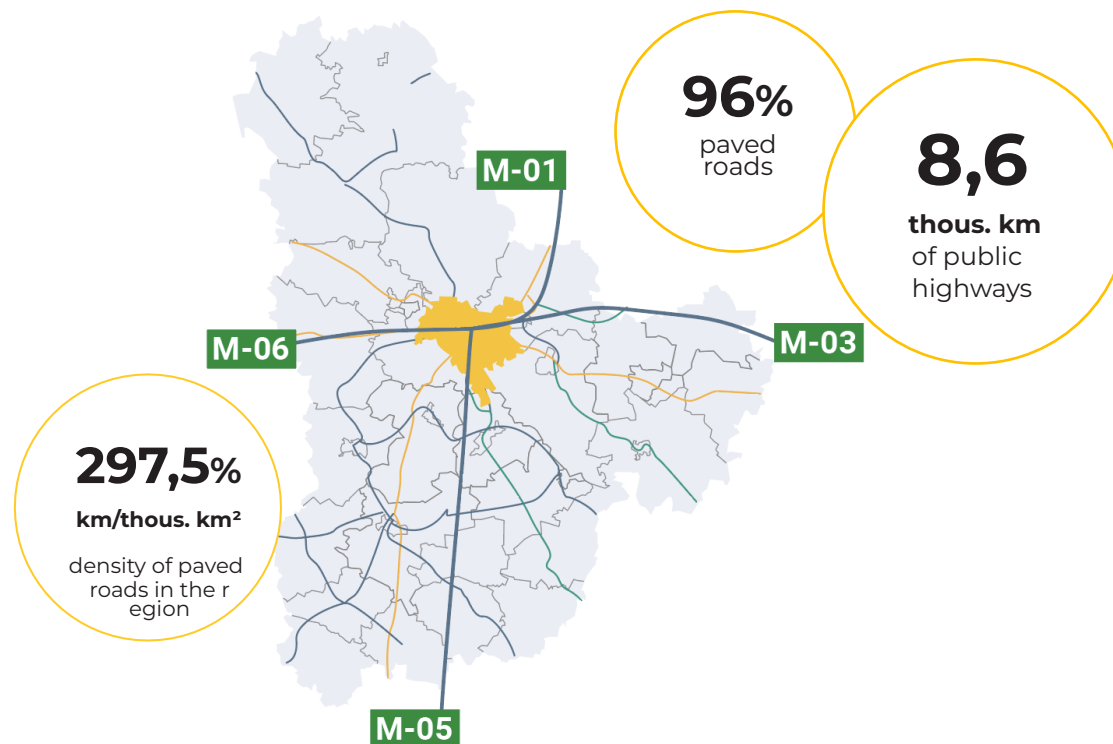 96%
paved
roads
8,6
thous. km
of public
highways
M-01
M-06
M-03
297,5%
km/thous. km²
density of paved
roads in the r
egion
M-05